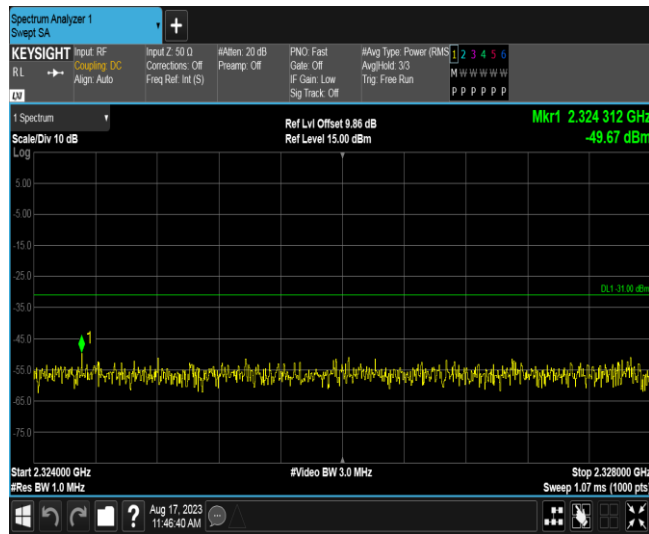 Spectrum Analyzer 1
Swept SA
KEYSIGHT Input: RF Input Z: 50 Ω #Atten: 20 dB PNO: Fast #Avg Type: Power (RMS 1 2 3 4 5 6
RL Coupling: DC Corrections: Off Preamp: Off Gate: Off Avg|Hold: 3/3 M W W W W W
Align: Auto Freq Ref: Int (S) IF Gain: Low Trig: Free Run
LXI Sig Track: Off P P P P P P
1 Spectrum Ref Lvl Offset 9.86 dB Mkr1 2.324 312 GHz
Scale/Div 10 dB Ref Level 15.00 dBm -49.67 dBm
Log
5.00
-5.00
-15.0
-25.0
DL1 -31.00 dBm
-35.0
-45.0
1
-55.0
-65.0
-75.0
Start 2.324000 GHz #Video BW 3.0 MHz Stop 2.328000 GHz
#Res BW 1.0 MHz Sweep 1.07 ms (1000 pts)
? Aug 17, 2023
11:46:40 AM